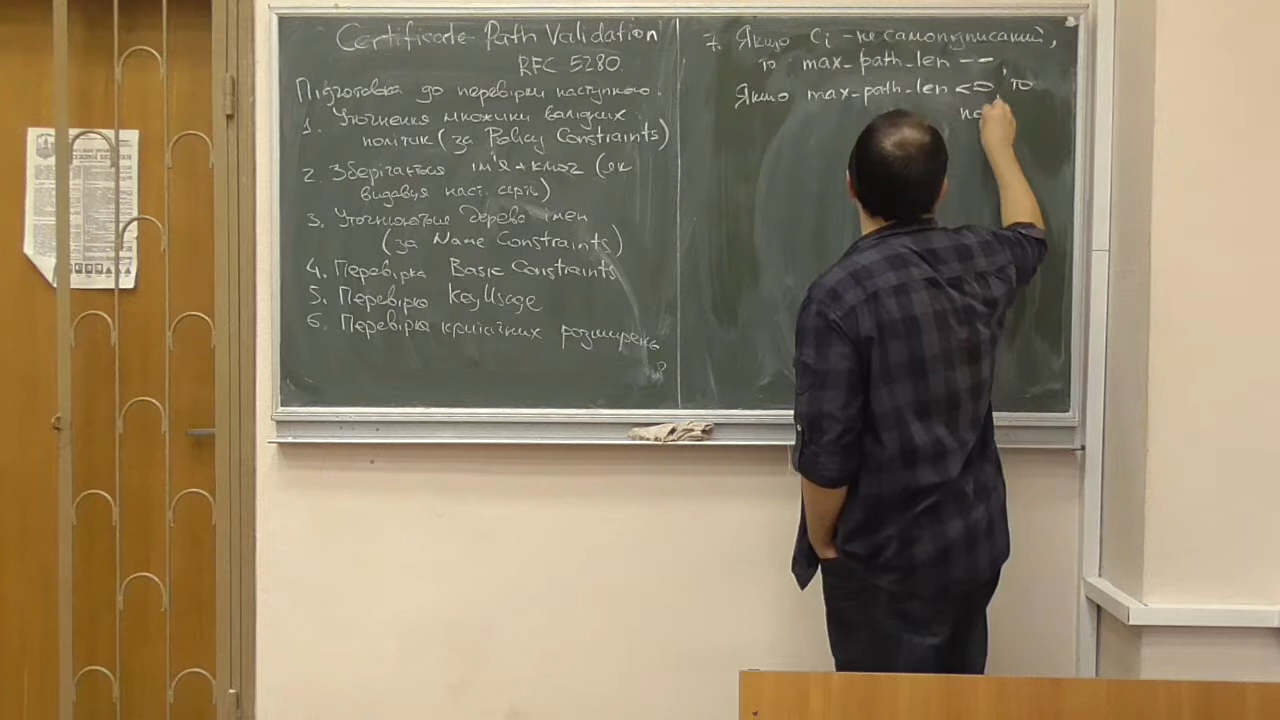 Certificate Path Validation
RFC 5280.
Підготовка до перевірки наступного:
1. Уточнення множини валідних
політик (за Policy Constraints)
2. Зберігається ім'я + ключ (як
видавця наст. серт.)
3. Уточнюється дерево імен
(за Name Constraints)
4. Перевірка Basic Constraints
5. Перевірка KeyUsage
6. Перевірка критичних розширень
7. Якщо Ci - не самопідписаний,
то max_path_len --
Якщо max_path_len <0, то